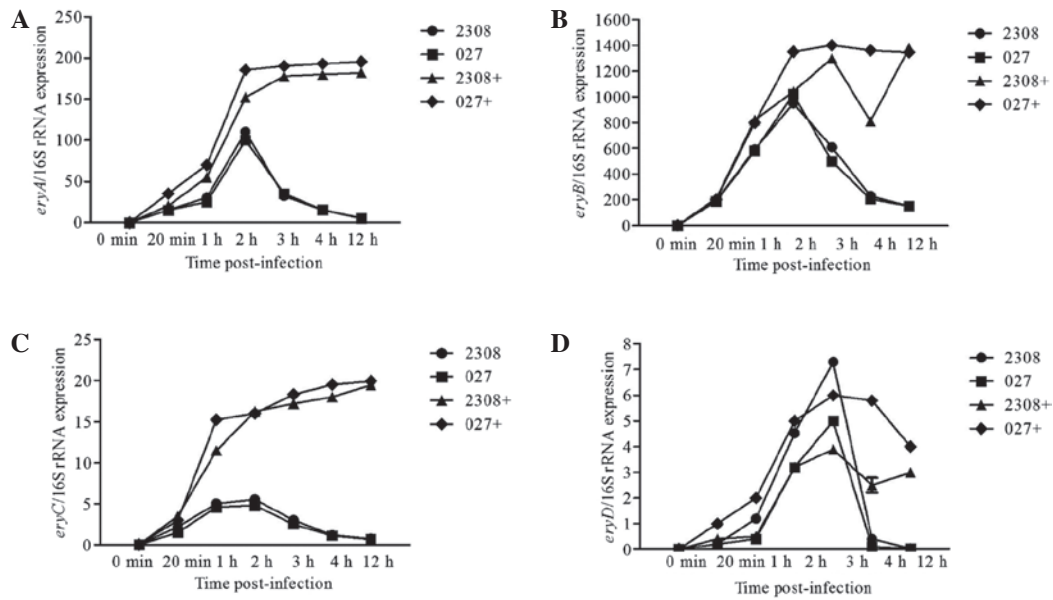 A
eryA/16S rRNA expression
250
200
150
100
50
0
0 min 20 min 1 h 2 h 3 h 4 h 12 h
Time post-infection
2308
027
2308+
027+
B
eryB/16S rRNA expression
1600
1400
1200
1000
800
600
400
200
0
0 min 20 min 1 h 2 h 3 h 4 h 12 h
Time post-infection
2308
027
2308+
027+
C
eryC/16S rRNA expression
25
20
15
10
5
0
0 min 20 min 1 h 2 h 3 h 4 h 12 h
Time post-infection
2308
027
2308+
027+
D
eryD/16S rRNA expression
8
7
6
5
4
3
2
1
0
0 min 20 min 1 h 2 h 3 h 4 h 12 h
Time post-infection
2308
027
2308+
027+